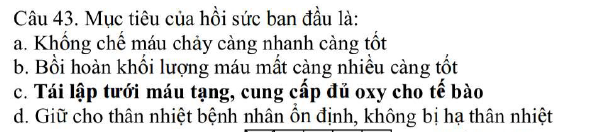 Câu 43. Mục tiêu của hồi sức ban đầu là:
a. Khống chế máu chảy càng nhanh càng tốt
b. Bồi hoàn khối lượng máu mất càng nhiều càng tốt
c. Tái lập tưới máu tạng, cung cấp đủ oxy cho tế bào
d. Giữ cho thân nhiệt bệnh nhân ổn định, không bị hạ thân nhiệt